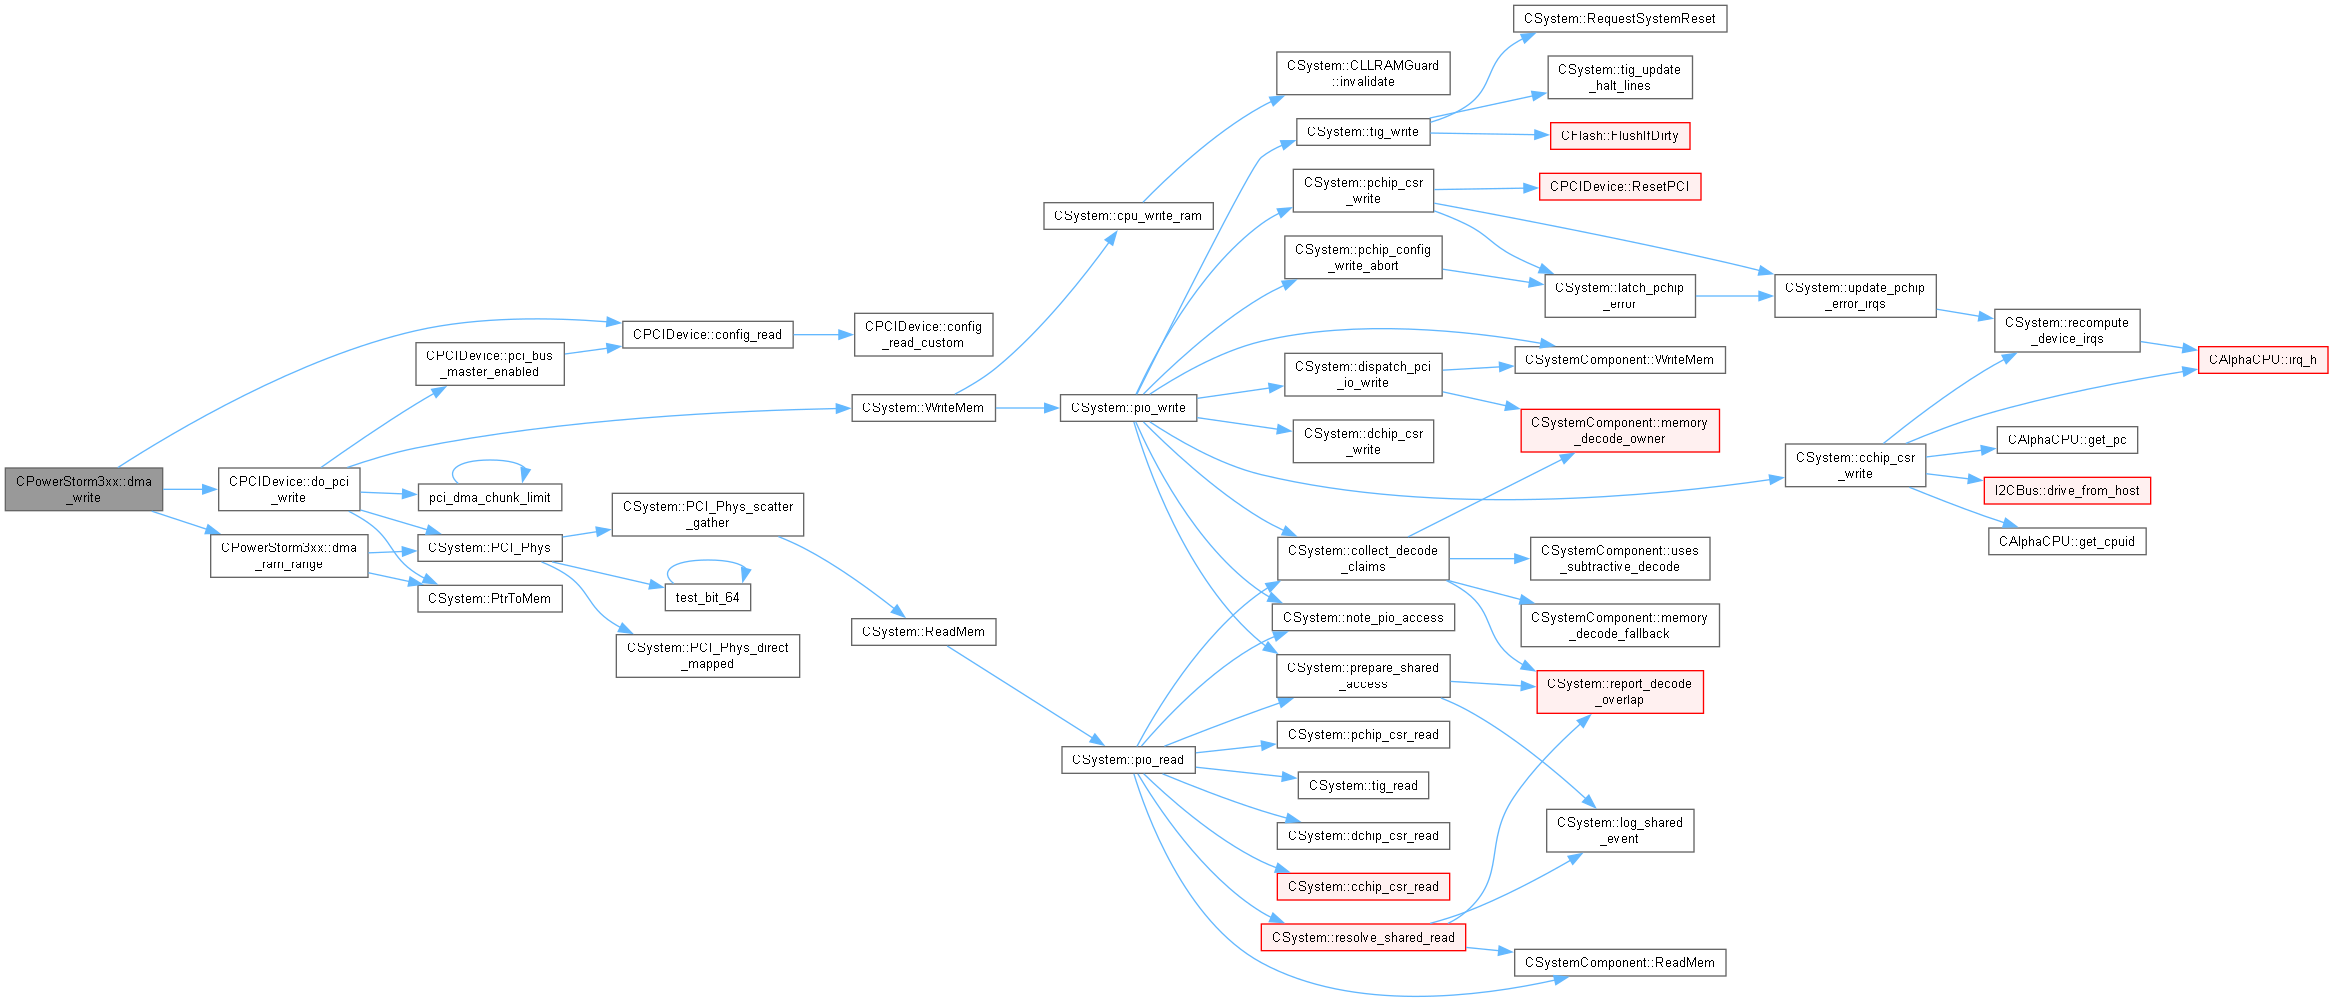 CPowerStorm3xx::dma
_write
CPCIDevice::do_pci
_write
CPowerStorm3xx::dma
_ram_range
CPCIDevice::pci_bus
_master_enabled
pci_dma_chunk_limit
CSystem::PCI_Phys
CSystem::PtrToMem
CPCIDevice::config_read
CSystem::PCI_Phys_scatter
_gather
test_bit_64
CSystem::PCI_Phys_direct
_mapped
CPCIDevice::config
_read_custom
CSystem::WriteMem
CSystem::ReadMem
CSystem::cpu_write_ram
CSystem::pio_write
CSystem::pio_read
CSystem::CLLRAMGuard
::invalidate
CSystem::tig_write
CSystem::pchip_csr
_write
CSystem::pchip_config
_write_abort
CSystem::dispatch_pci
_io_write
CSystem::dchip_csr
_write
CSystem::collect_decode
_claims
CSystem::note_pio_access
CSystem::prepare_shared
_access
CSystem::pchip_csr_read
CSystem::tig_read
CSystem::dchip_csr_read
CSystem::cchip_csr_read
CSystem::resolve_shared_read
CSystem::RequestSystemReset
CSystem::tig_update
_halt_lines
CFlash::FlushIfDirty
CPCIDevice::ResetPCI
CSystem::latch_pchip
_error
CSystemComponent::WriteMem
CSystemComponent::memory
_decode_owner
CSystemComponent::uses
_subtractive_decode
CSystemComponent::memory
_decode_fallback
CSystem::report_decode
_overlap
CSystem::log_shared
_event
CSystemComponent::ReadMem
CSystem::update_pchip
_error_irqs
CSystem::cchip_csr
_write
CSystem::recompute
_device_irqs
CAlphaCPU::get_pc
I2CBus::drive_from_host
CAlphaCPU::get_cpuid
CAlphaCPU::irq_h